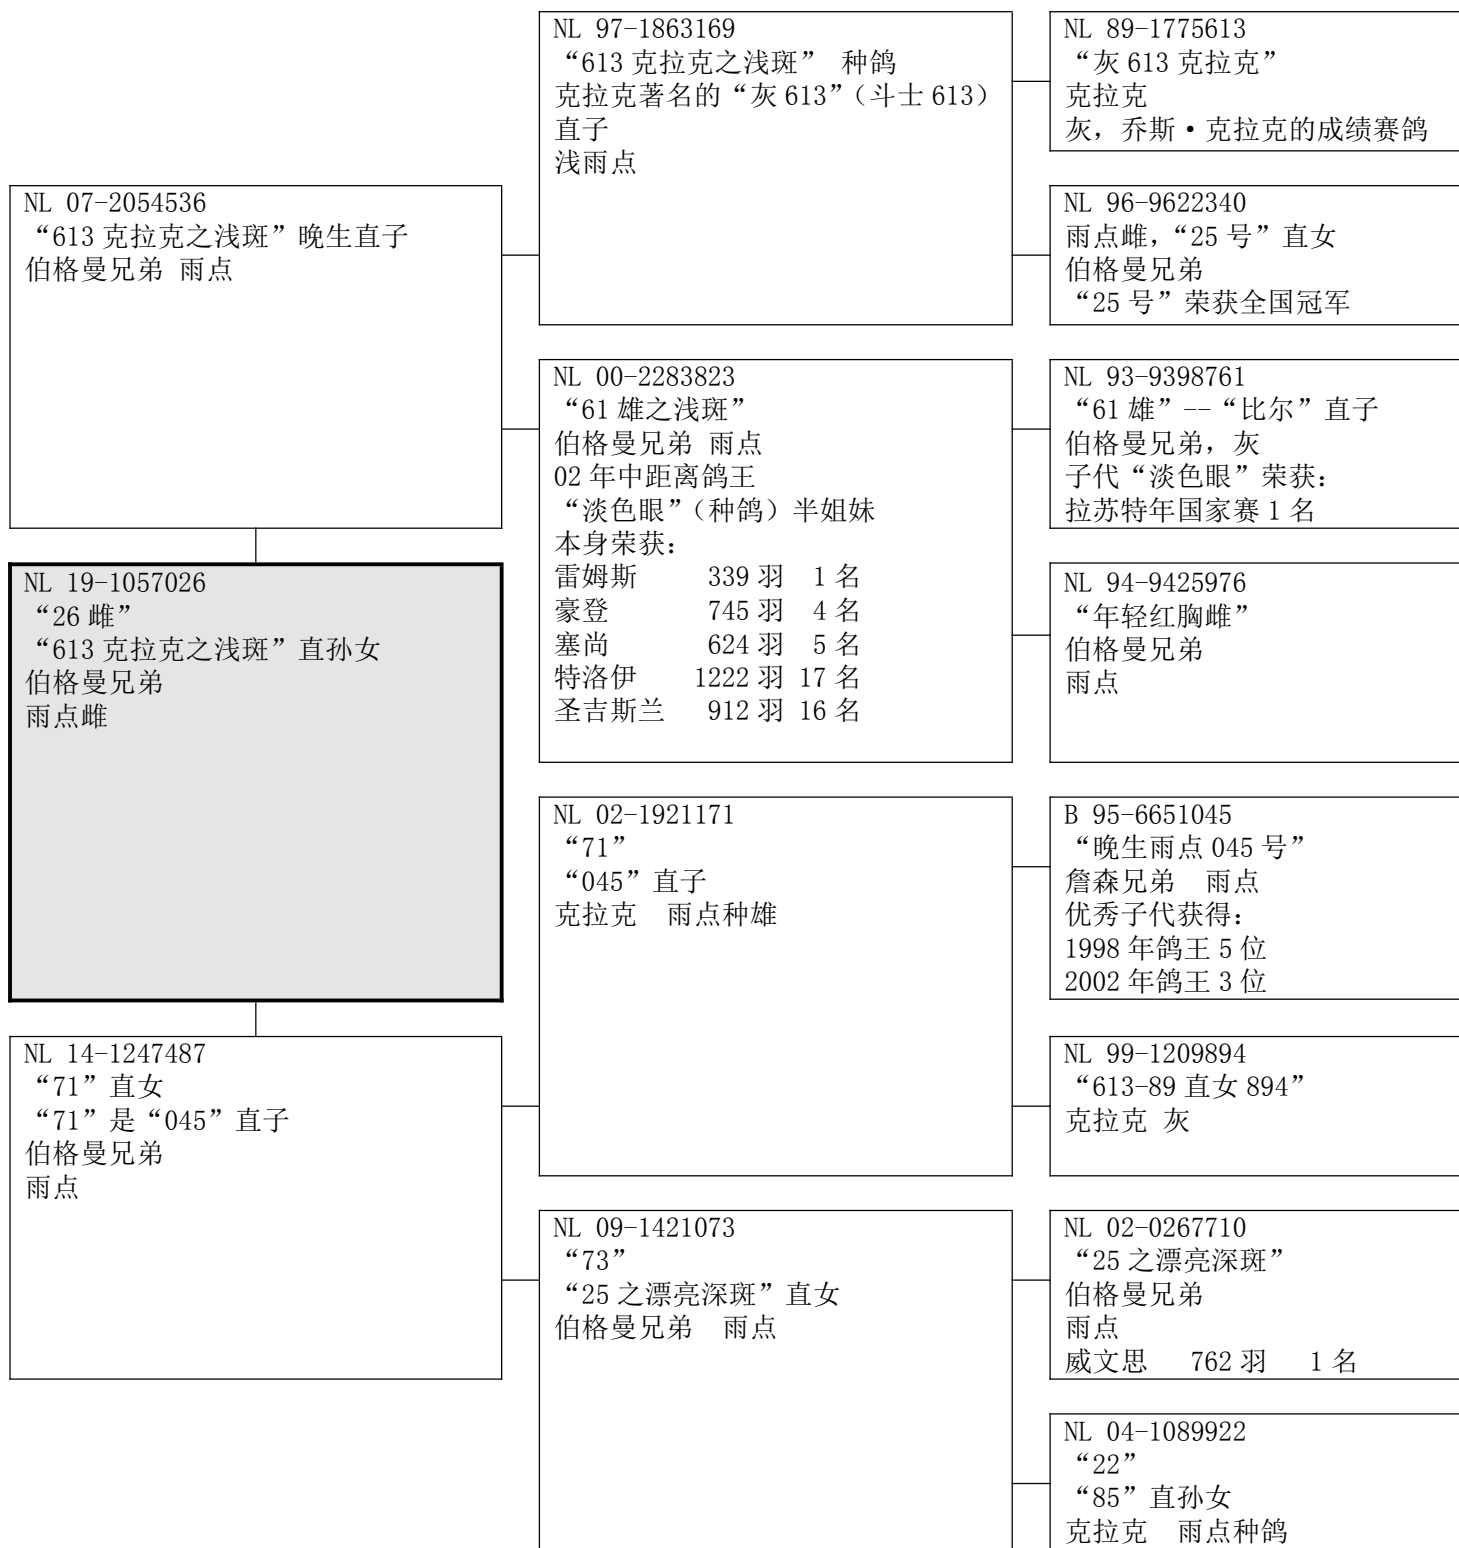 NL 97-1863169
“613 克拉克之浅斑” 种鸽
克拉克著名的“灰 613”（斗士 613）
直子
浅雨点
NL 89-1775613
“灰 613 克拉克”
克拉克
灰，乔斯·克拉克的成绩赛鸽
NL 07-2054536
“613 克拉克之浅斑”晚生直子
伯格曼兄弟 雨点
NL 96-9622340
雨点雌，“25 号”直女
伯格曼兄弟
“25 号”荣获全国冠军
NL 00-2283823
“61 雄之浅斑”
伯格曼兄弟 雨点
02 年中距离鸽王
“淡色眼”（种鸽）半姐妹
本身荣获：
雷姆斯 339 羽 1 名
豪登 745 羽 4 名
塞尚 624 羽 5 名
特洛伊 1222 羽 17 名
圣吉斯兰 912 羽 16 名
NL 93-9398761
“61 雄”--“比尔”直子
伯格曼兄弟，灰
子代“淡色眼”荣获：
拉苏特年国家赛 1 名
NL 19-1057026
“26 雌”
“613 克拉克之浅斑”直孙女
伯格曼兄弟
雨点雌
NL 94-9425976
“年轻红胸雌”
伯格曼兄弟
雨点
NL 02-1921171
“71”
“045”直子
克拉克 雨点种雄
B 95-6651045
“晚生雨点 045 号”
詹森兄弟 雨点
优秀子代获得：
1998 年鸽王 5 位
2002 年鸽王 3 位
NL 14-1247487
“71”直女
“71”是“045”直子
伯格曼兄弟
雨点
NL 99-1209894
“613-89 直女 894”
克拉克 灰
NL 09-1421073
“73”
“25 之漂亮深斑”直女
伯格曼兄弟 雨点
NL 02-0267710
“25 之漂亮深斑”
伯格曼兄弟
雨点
威文思 762 羽 1 名
NL 04-1089922
“22”
“85”直孙女
克拉克 雨点种鸽